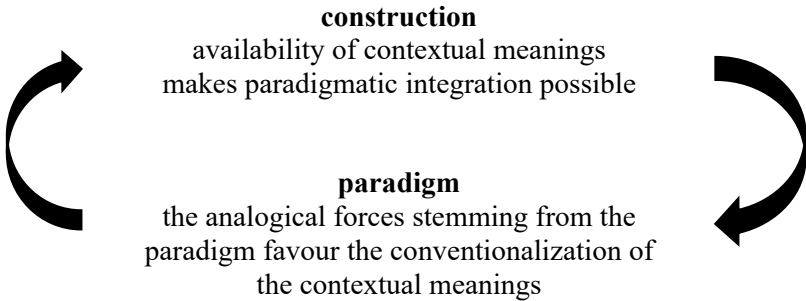 construction
availability of contextual meanings
makes paradigmatic integration possible
paradigm
the analogical forces stemming from the
paradigm favour the conventionalization of
the contextual meanings